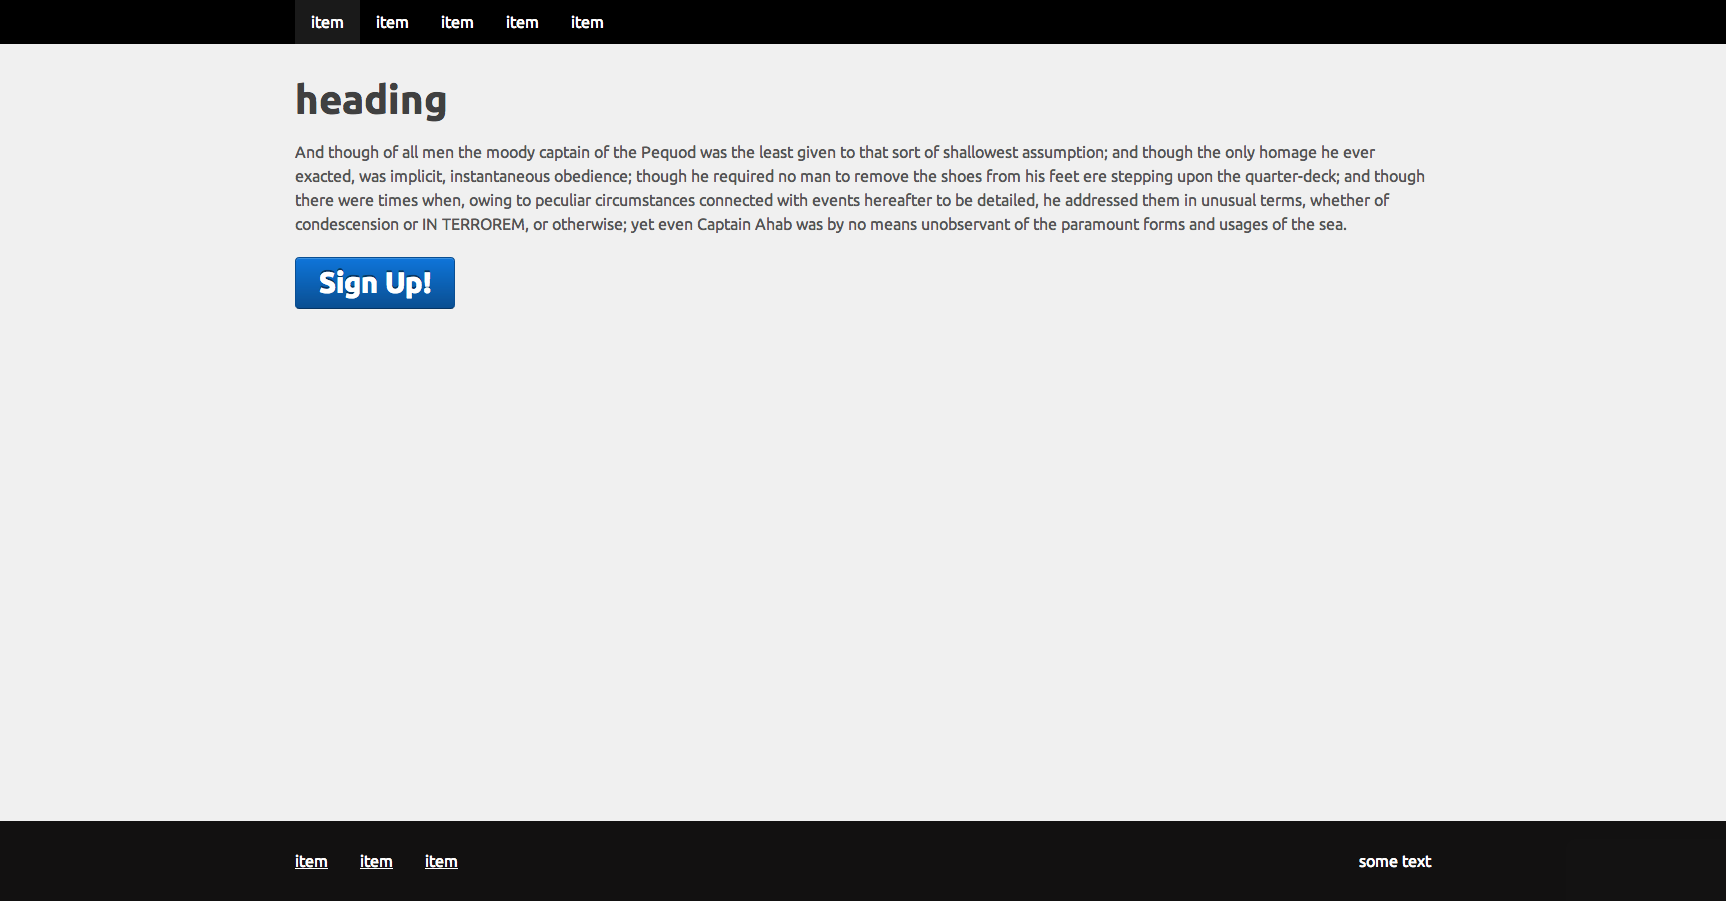 item item item item item
heading
And though of all men the moody captain of the Pequod was the least given to that sort of shallowest assumption; and though the only homage he ever
exacted, was implicit, instantaneous obedience; though he required no man to remove the shoes from his feet ere stepping upon the quarter-deck; and though
there were times when, owing to peculiar circumstances connected with events hereafter to be detailed, he addressed them in unusual terms, whether of
condescension or IN TERROREM, or otherwise; yet even Captain Ahab was by no means unobservant of the paramount forms and usages of the sea.
Sign Up!
item item item some text